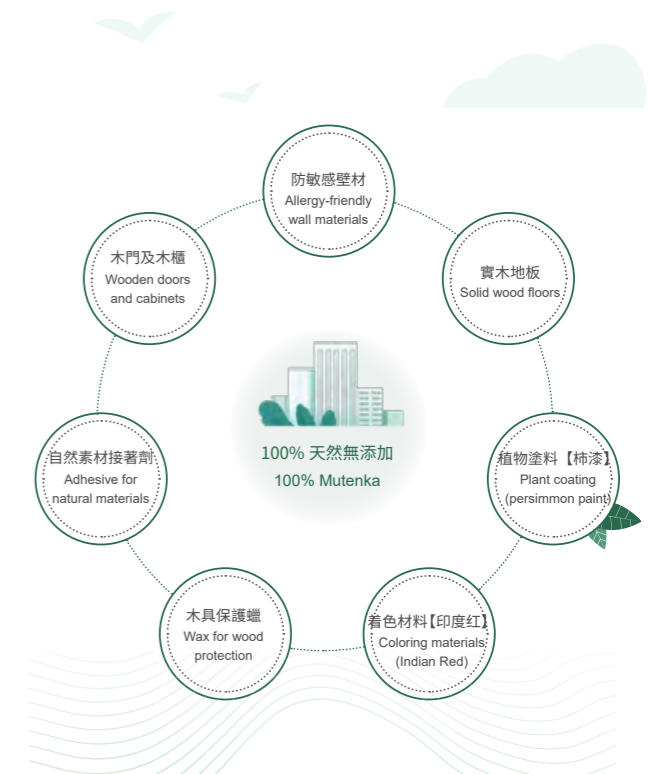 防敏感壁材
Allergy-friendly
wall materials
木門及木櫃
Wooden doors
and cabinets
實木地板
Solid wood floors
100% 天然無添加
100% Mutenka
自然素材接著劑
Adhesive for
natural materials
植物塗料【柿漆】
Plant coating
(persimmon paint)
木具保護蠟
Wax for wood
protection
着色材料【印度红】
Coloring materials
(Indian Red)